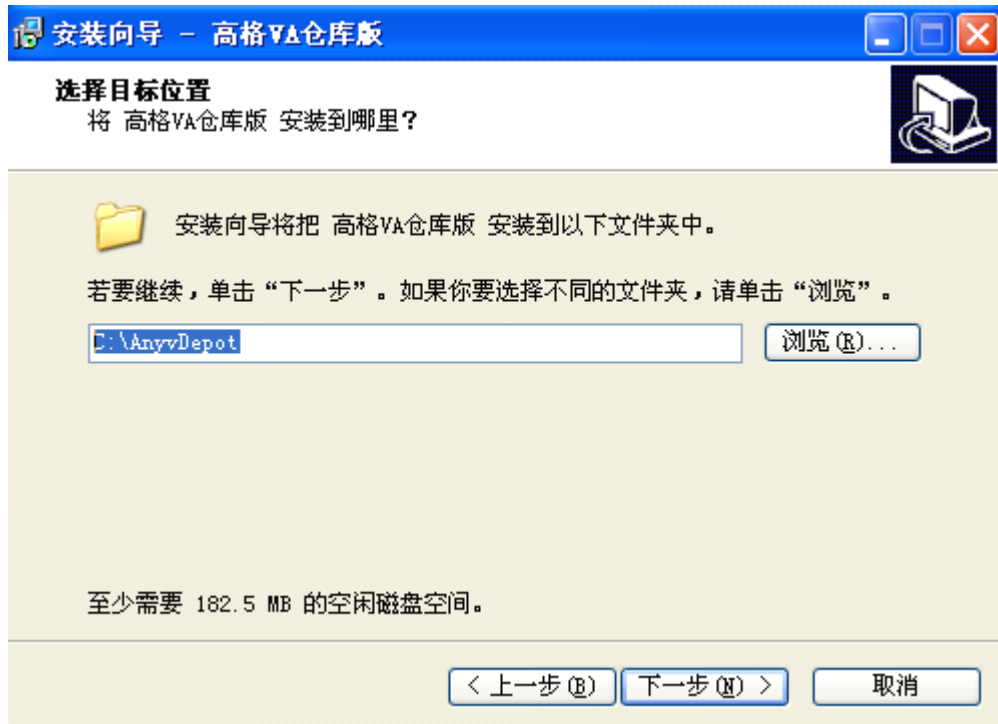 安装向导 - 高格VA仓库版
选择目标位置
将 高格VA仓库版 安装到哪里?
安装向导将把 高格VA仓库版 安装到以下文件夹中。
若要继续，单击“下一步”。如果你要选择不同的文件夹，请单击“浏览”。
C:\AnyvDepot
浏览(R)...
至少需要 182.5 MB 的空闲磁盘空间。
< 上一步(B)
下一步(N) >
取消